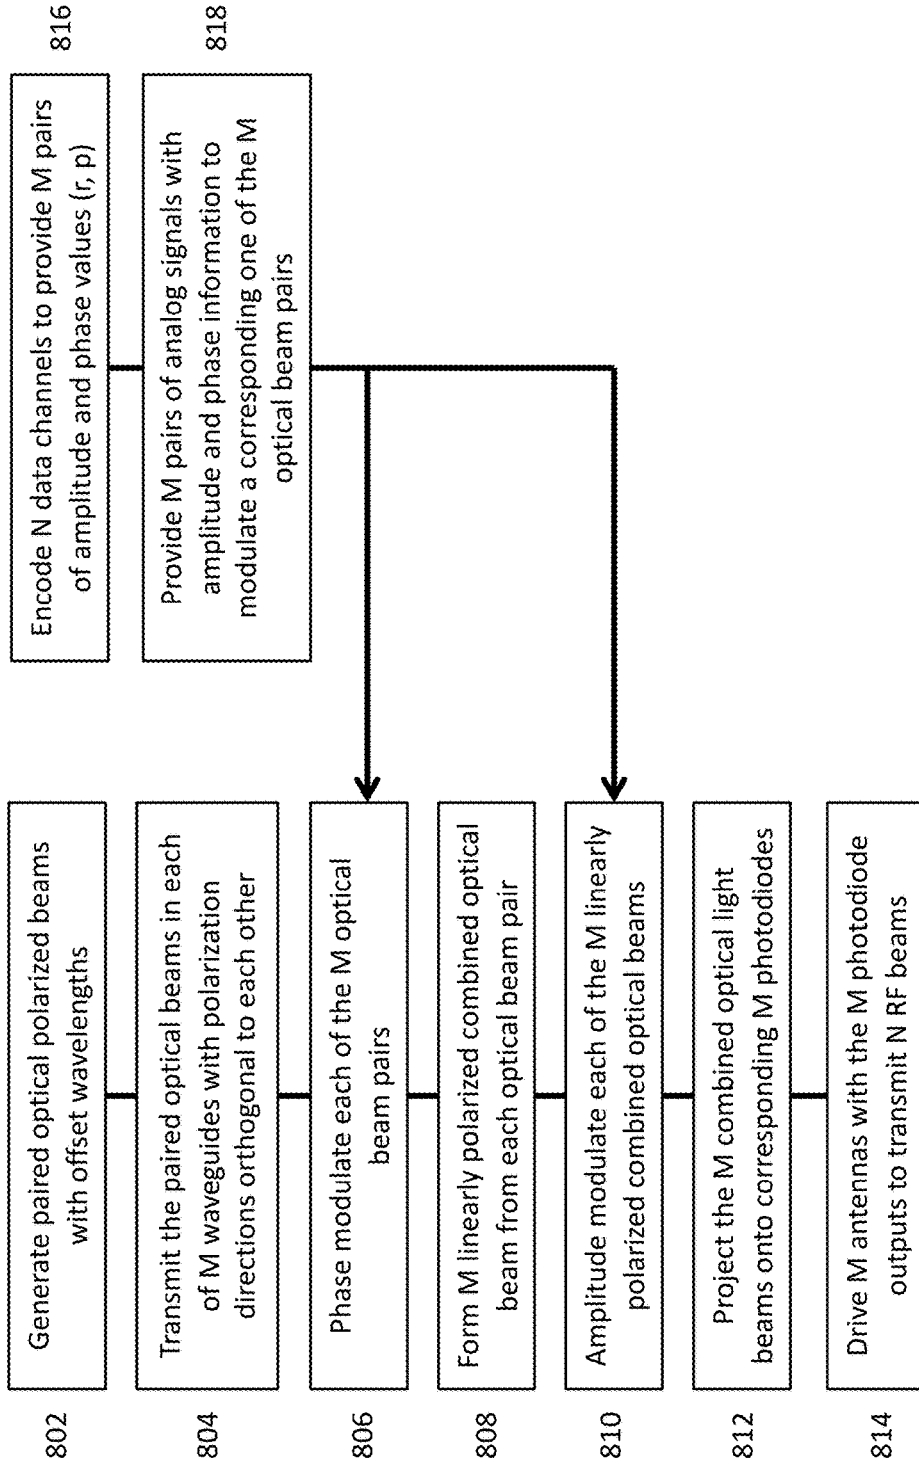 802
Generate paired optical polarized beams
with offset wavelengths
804
Transmit the paired optical beams in each
of M waveguides with polarization
directions orthogonal to each other
806
Phase modulate each of the M optical
beam pairs
808
Form M linearly polarized combined optical
beam from each optical beam pair
810
Amplitude modulate each of the M linearly
polarized combined optical beams
812
Project the M combined optical light
beams onto corresponding M photodiodes
814
Drive M antennas with the M photodiode
outputs to transmit N RF beams
816
Encode N data channels to provide M pairs
of amplitude and phase values (r, p)
818
Provide M pairs of analog signals with
amplitude and phase information to
modulate a corresponding one of the M
optical beam pairs